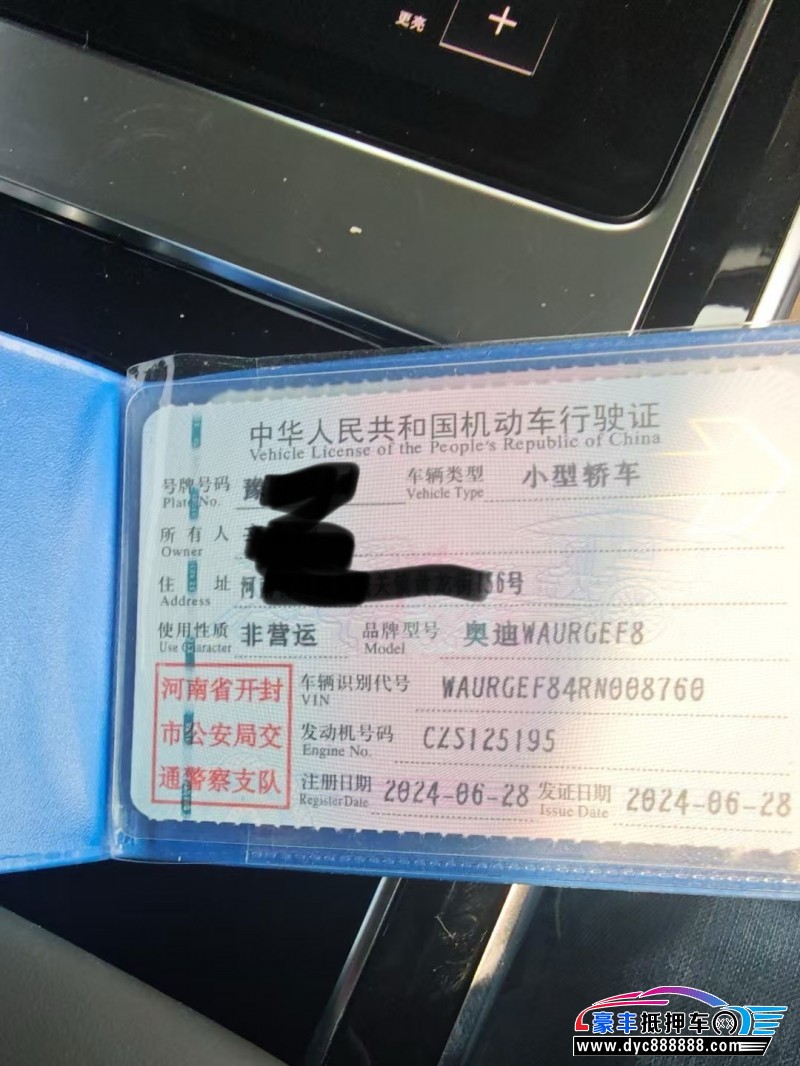 更亮
中华人民共和国机动车行驶证
Vehicle License of the People's Republic of China
号牌号码 豫 车辆类型 小型轿车
Plate No. Vehicle Type
所有人
Owner
住址 河 136号
Address
使用性质 非营运 品牌型号 奥迪WAURGEF8
Use Character Model
河南省开封 车辆识别代号 WAURGEF84RN008760
VIN
市公安局交 发动机号码 CZS125195
Engine No.
通警察支队 注册日期 2024-06-28 发证日期 2024-06-28
Register Date Issue Date
豪丰抵押车
www.dyc888888.com